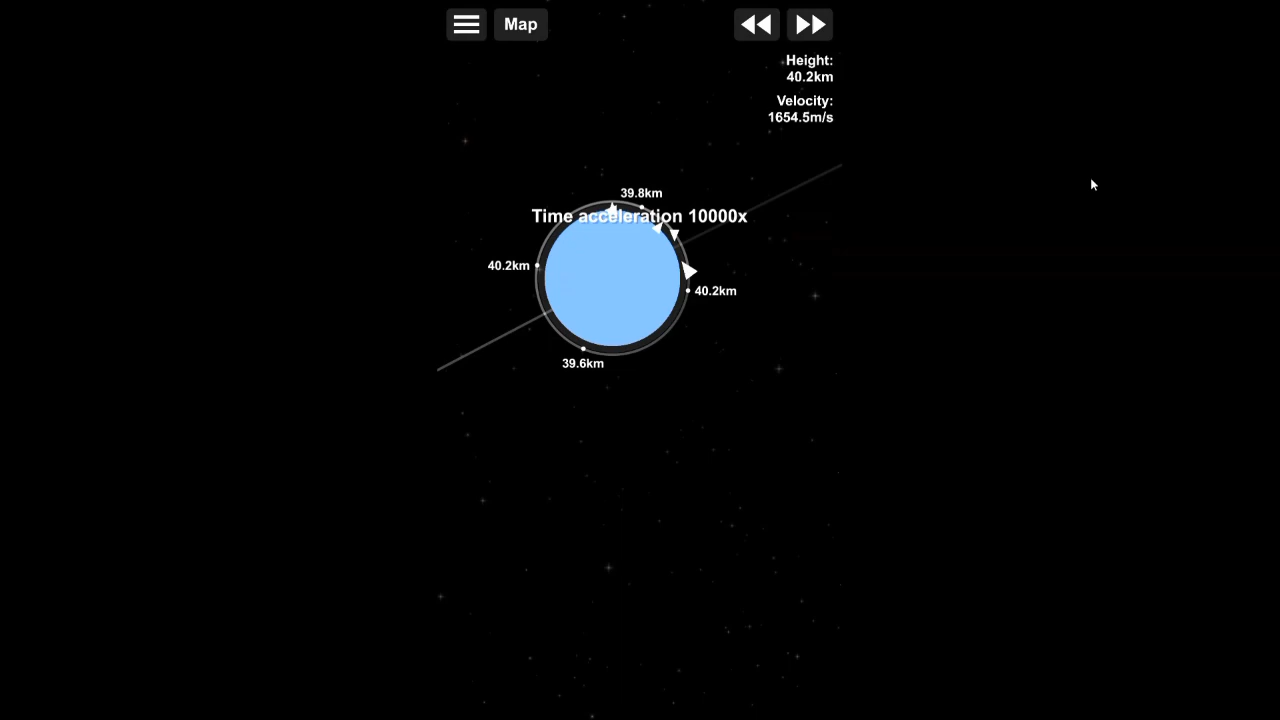 Map
Height:
40.2km
Velocity:
1654.5m/s
39.8km
Time acceleration 10000x
40.2km
40.2km
39.6km